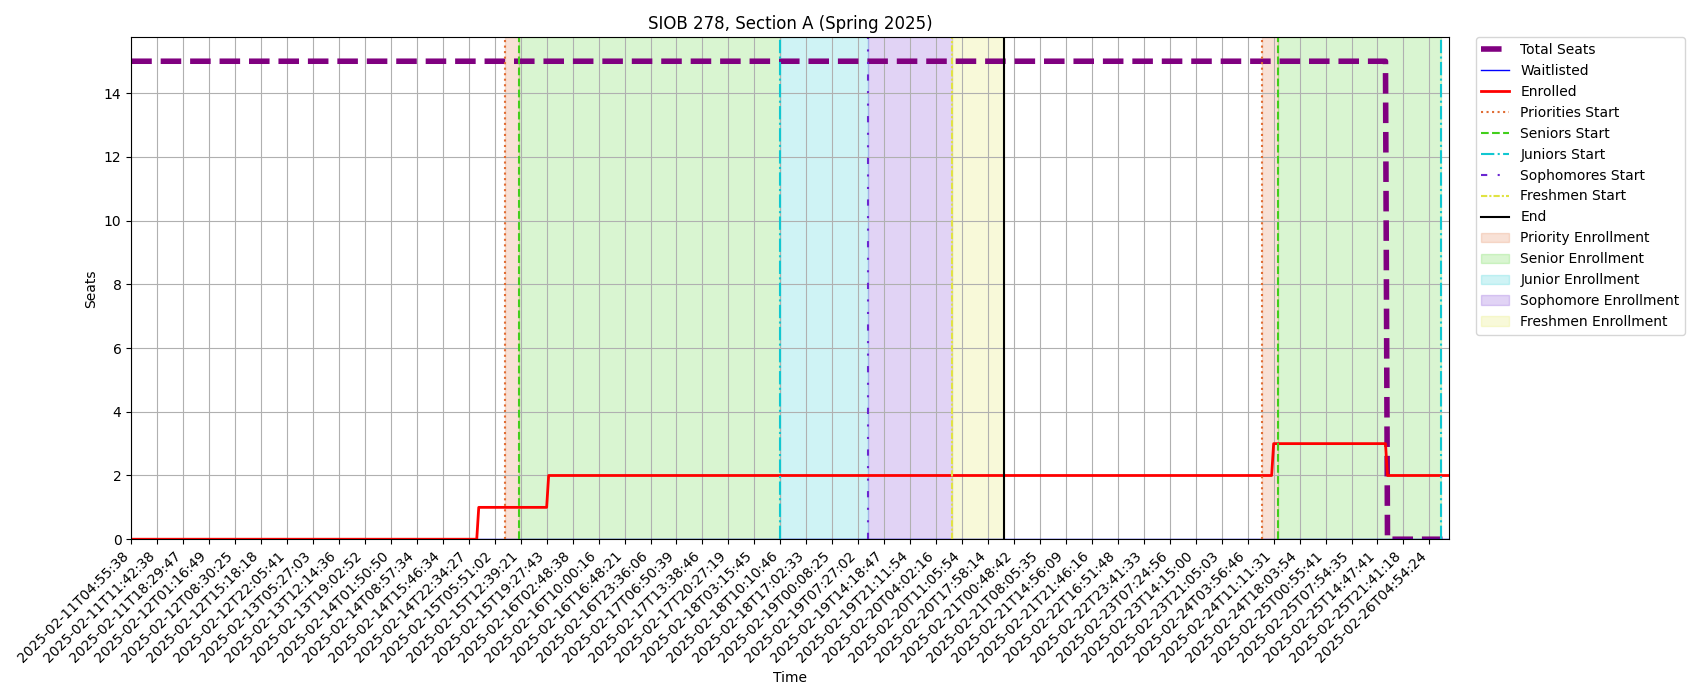 SIOB 278, Section A (Spring 2025)
Total Seats
Waitlisted
Enrolled
Priorities Start
Seniors Start
Juniors Start
Sophomores Start
Freshmen Start
End
Priority Enrollment
Senior Enrollment
Junior Enrollment
Sophomore Enrollment
Freshmen Enrollment
Seats
14
12
10
8
6
4
2
0
2025-02-11T04:55:38
2025-02-11T11:42:38
2025-02-11T18:29:47
2025-02-12T01:16:49
2025-02-12T08:30:25
2025-02-12T15:18:18
2025-02-12T22:05:41
2025-02-13T05:27:03
2025-02-13T12:14:36
2025-02-13T19:02:52
2025-02-14T01:50:50
2025-02-14T08:57:34
2025-02-14T15:46:34
2025-02-14T22:34:27
2025-02-15T05:51:02
2025-02-15T12:39:21
2025-02-15T19:27:43
2025-02-16T02:48:38
2025-02-16T10:00:16
2025-02-16T16:48:21
2025-02-16T23:36:06
2025-02-17T06:50:39
2025-02-17T13:38:46
2025-02-17T20:27:19
2025-02-18T03:15:45
2025-02-18T10:10:46
2025-02-18T17:02:33
2025-02-19T00:08:25
2025-02-19T07:27:02
2025-02-19T14:18:47
2025-02-19T21:11:54
2025-02-20T04:02:16
2025-02-20T11:05:54
2025-02-20T17:58:14
2025-02-21T00:48:42
2025-02-21T08:05:35
2025-02-21T14:56:09
2025-02-21T21:46:16
2025-02-22T16:51:48
2025-02-22T23:41:33
2025-02-23T07:24:56
2025-02-23T14:15:00
2025-02-23T21:05:03
2025-02-24T03:56:46
2025-02-24T11:11:31
2025-02-24T18:03:54
2025-02-25T00:55:41
2025-02-25T07:54:35
2025-02-25T14:47:41
2025-02-25T21:41:18
2025-02-26T04:54:24
Time